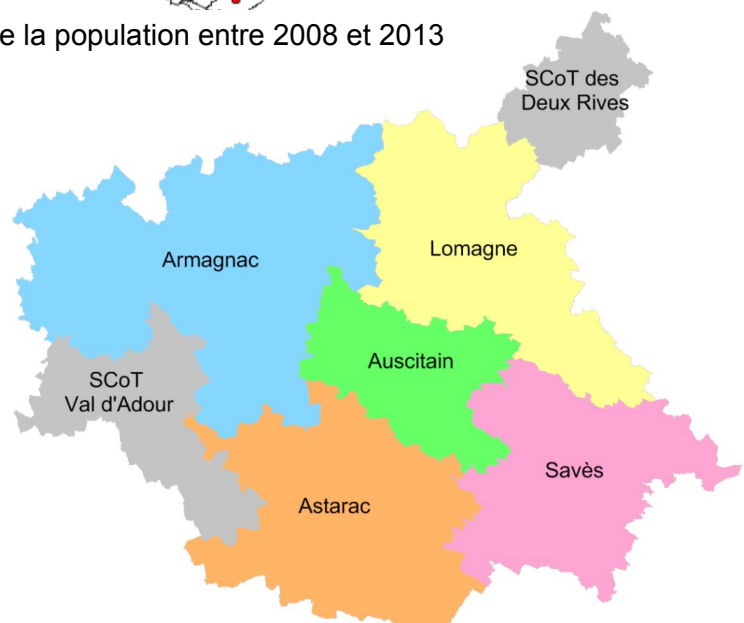 e la population entre 2008 et 2013
SCoT des
Deux Rives
Armagnac
Lomagne
Auscitain
SCoT
Val d'Adour
Savès
Astarac